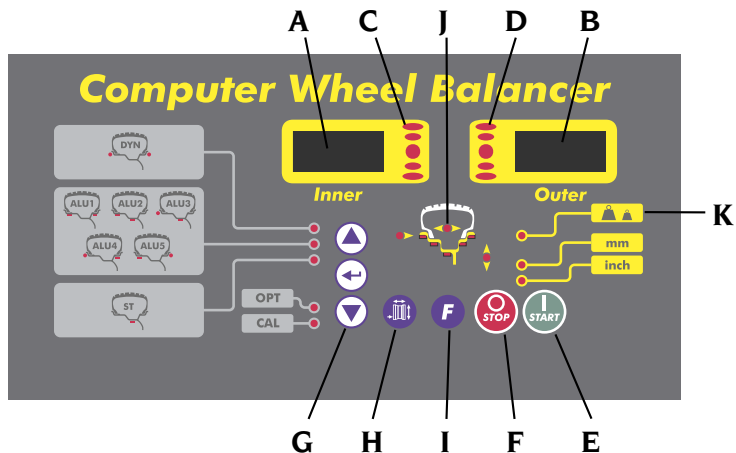 A C J D B
Computer Wheel Balancer
DYN
Inner Outer
ALU1 ALU2 ALU3
K
mm
ALU4 ALU5
inch
ST
OPT
CAL
F
STOP
START
G H I F E